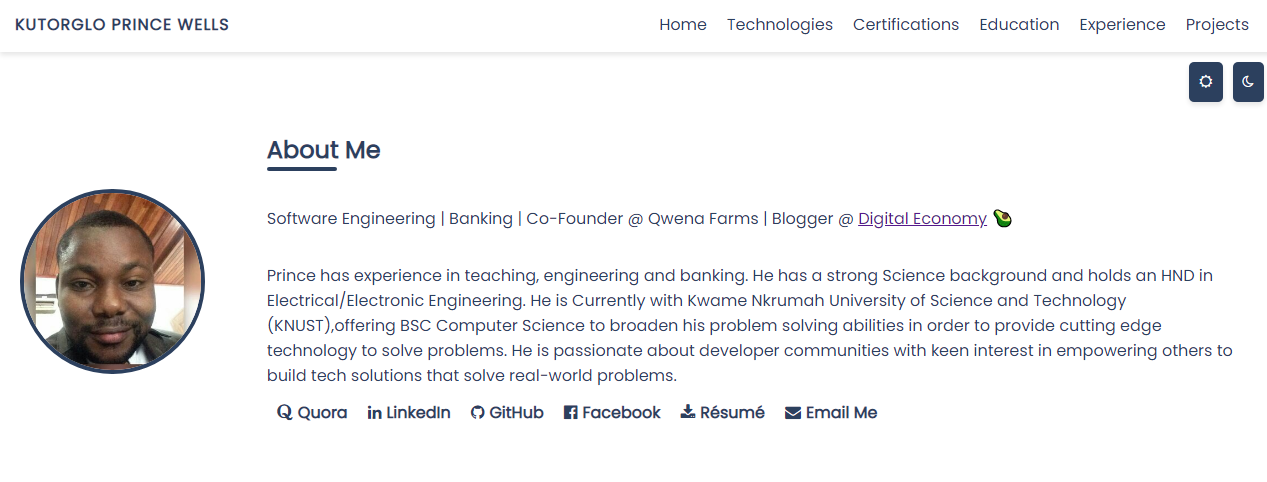 KUTORGLO PRINCE WELLS
Home Technologies Certifications Education Experience Projects
About Me
Software Engineering | Banking | Co-Founder @ Qwena Farms | Blogger @ Digital Economy 🥑
Prince has experience in teaching, engineering and banking. He has a strong Science background and holds an HND in
Electrical/Electronic Engineering. He is Currently with Kwame Nkrumah University of Science and Technology
(KNUST),offering BSC Computer Science to broaden his problem solving abilities in order to provide cutting edge
technology to solve problems. He is passionate about developer communities with keen interest in empowering others to
build tech solutions that solve real-world problems.
Quora LinkedIn GitHub Facebook Résumé Email Me